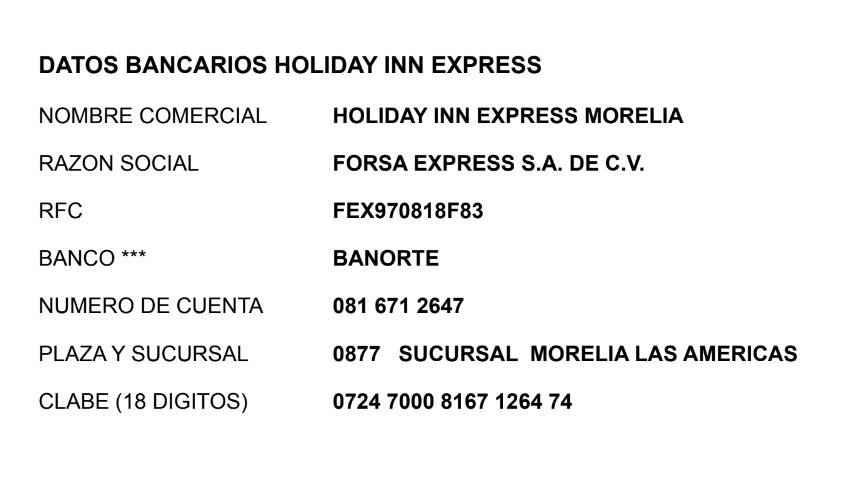 DATOS BANCARIOS HOLIDAY INN EXPRESS
NOMBRE COMERCIAL HOLIDAY INN EXPRESS MORELIA
RAZON SOCIAL FORSA EXPRESS S.A. DE C.V.
RFC FEX970818F83
BANCO *** BANORTE
NUMERO DE CUENTA 081 671 2647
PLAZA Y SUCURSAL 0877 SUCURSAL MORELIA LAS AMERICAS
CLABE (18 DIGITOS) 0724 7000 8167 1264 74